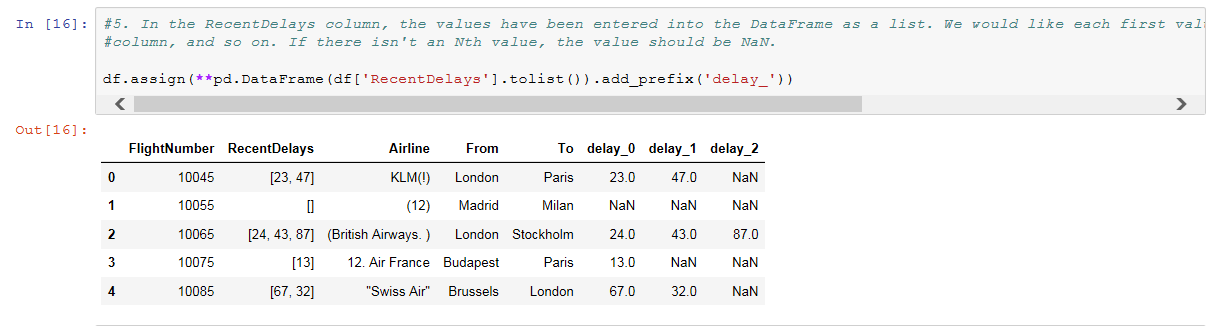 In [16]: #5. In the RecentDelays column, the values have been entered into the DataFrame as a list. We would like each first
#column, and so on. If there isn't an Nth value, the value should be NaN.
df.assign(**pd.DataFrame(df['RecentDelays'].tolist()).add_prefix('delay_'))
Out[16]:
FlightNumber RecentDelays Airline From To delay_0 delay_1 delay_2
0 10045 [23, 47] KLM(!) London Paris 23.0 47.0 NaN
1 10055 [] (12) Madrid Milan NaN NaN NaN
2 10065 [24, 43, 87] (British Airways. ) London Stockholm 24.0 43.0 87.0
3 10075 [13] 12. Air France Budapest Paris 13.0 NaN NaN
4 10085 [67, 32] "Swiss Air" Brussels London 67.0 32.0 NaN